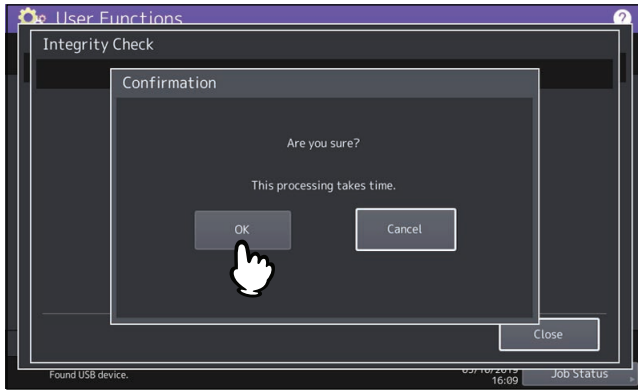 User Functions
?
Integrity Check
Confirmation
Are you sure?
This processing takes time.
OK
Cancel
Close
Found USB device.
16:09
Job Status